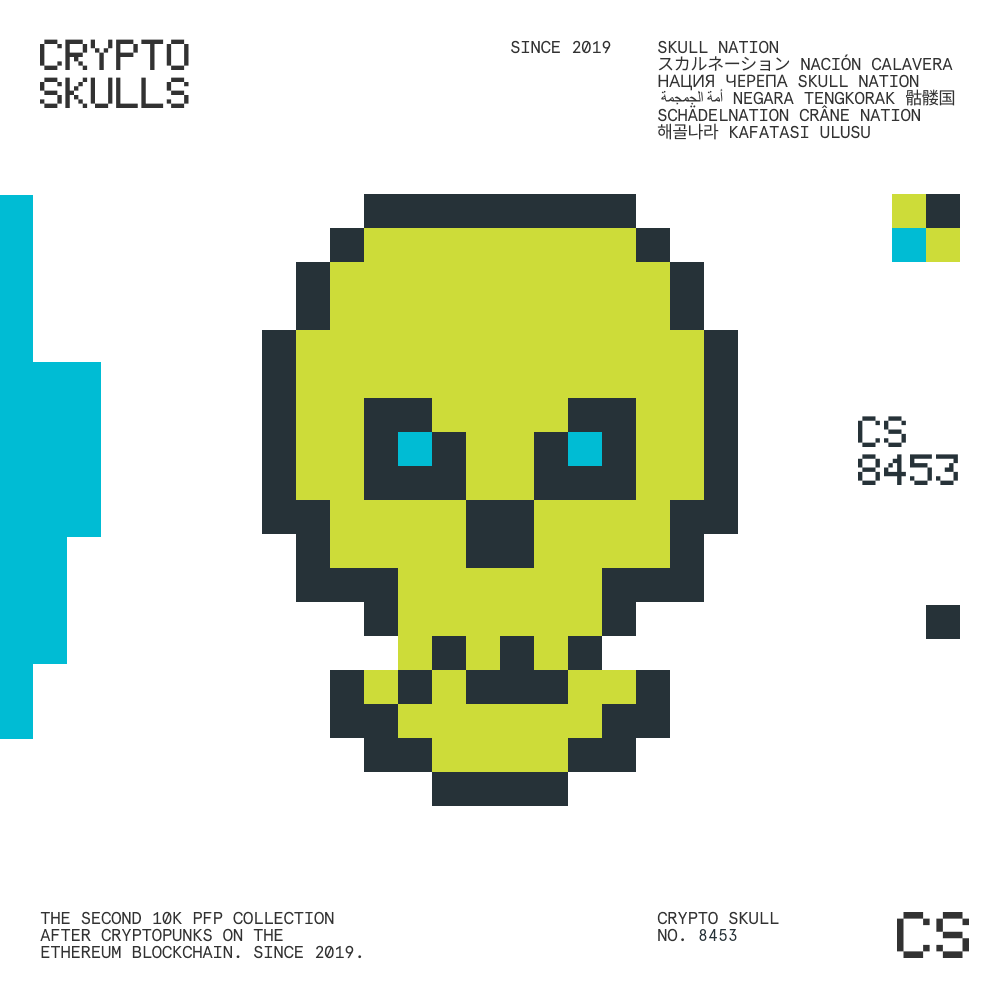 CRYPTO
SKULLS
SINCE 2019
SKULL NATION
スカルネーション NACIÓN CALAVERA
НАЦИЯ ЧЕРЕПА SKULL NATION
أمة الجمجمة NEGARA TENGKORAK 骷髅国
SCHÄDELNATION CRÂNE NATION
해골나라 KAFATASI ULUSU
CS
8453
THE SECOND 10K PFP COLLECTION
AFTER CRYPTOPUNKS ON THE
ETHEREUM BLOCKCHAIN. SINCE 2019.
CRYPTO SKULL
NO. 8453
CS